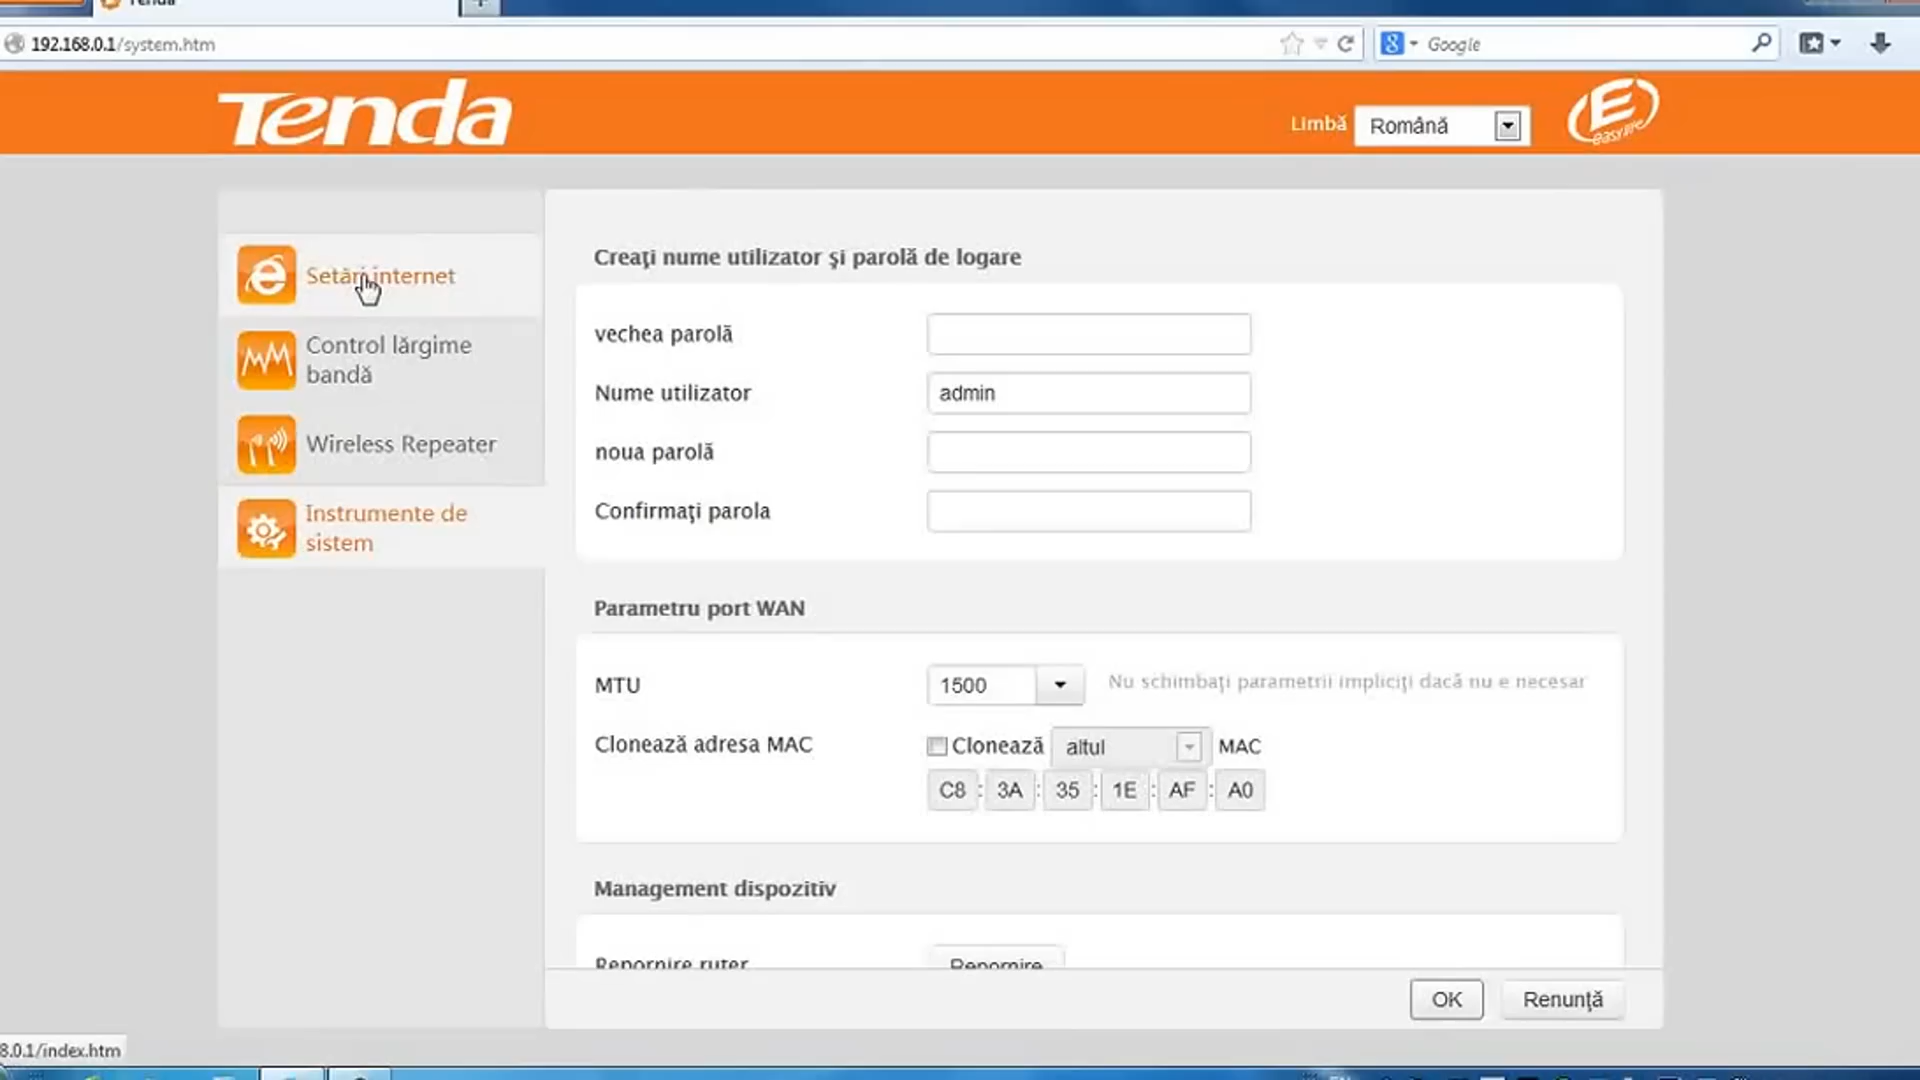 Tenda
192.168.0.1/system.htm
Google
Tenda
Limbă
Română
easy life
Setări internet
Control lărgime
bandă
Wireless Repeater
Instrumente de
sistem
Creaţi nume utilizator şi parolă de logare
vechea parolă
Nume utilizator
admin
noua parolă
Confirmaţi parola
Parametru port WAN
MTU
1500
Nu schimbaţi parametrii impliciţi dacă nu e necesar
Clonează adresa MAC
Clonează
altul
MAC
C8 : 3A : 35 : 1E : AF : A0
Management dispozitiv
Repornire ruter
Repornire
OK
Renunţă
8.0.1/index.htm